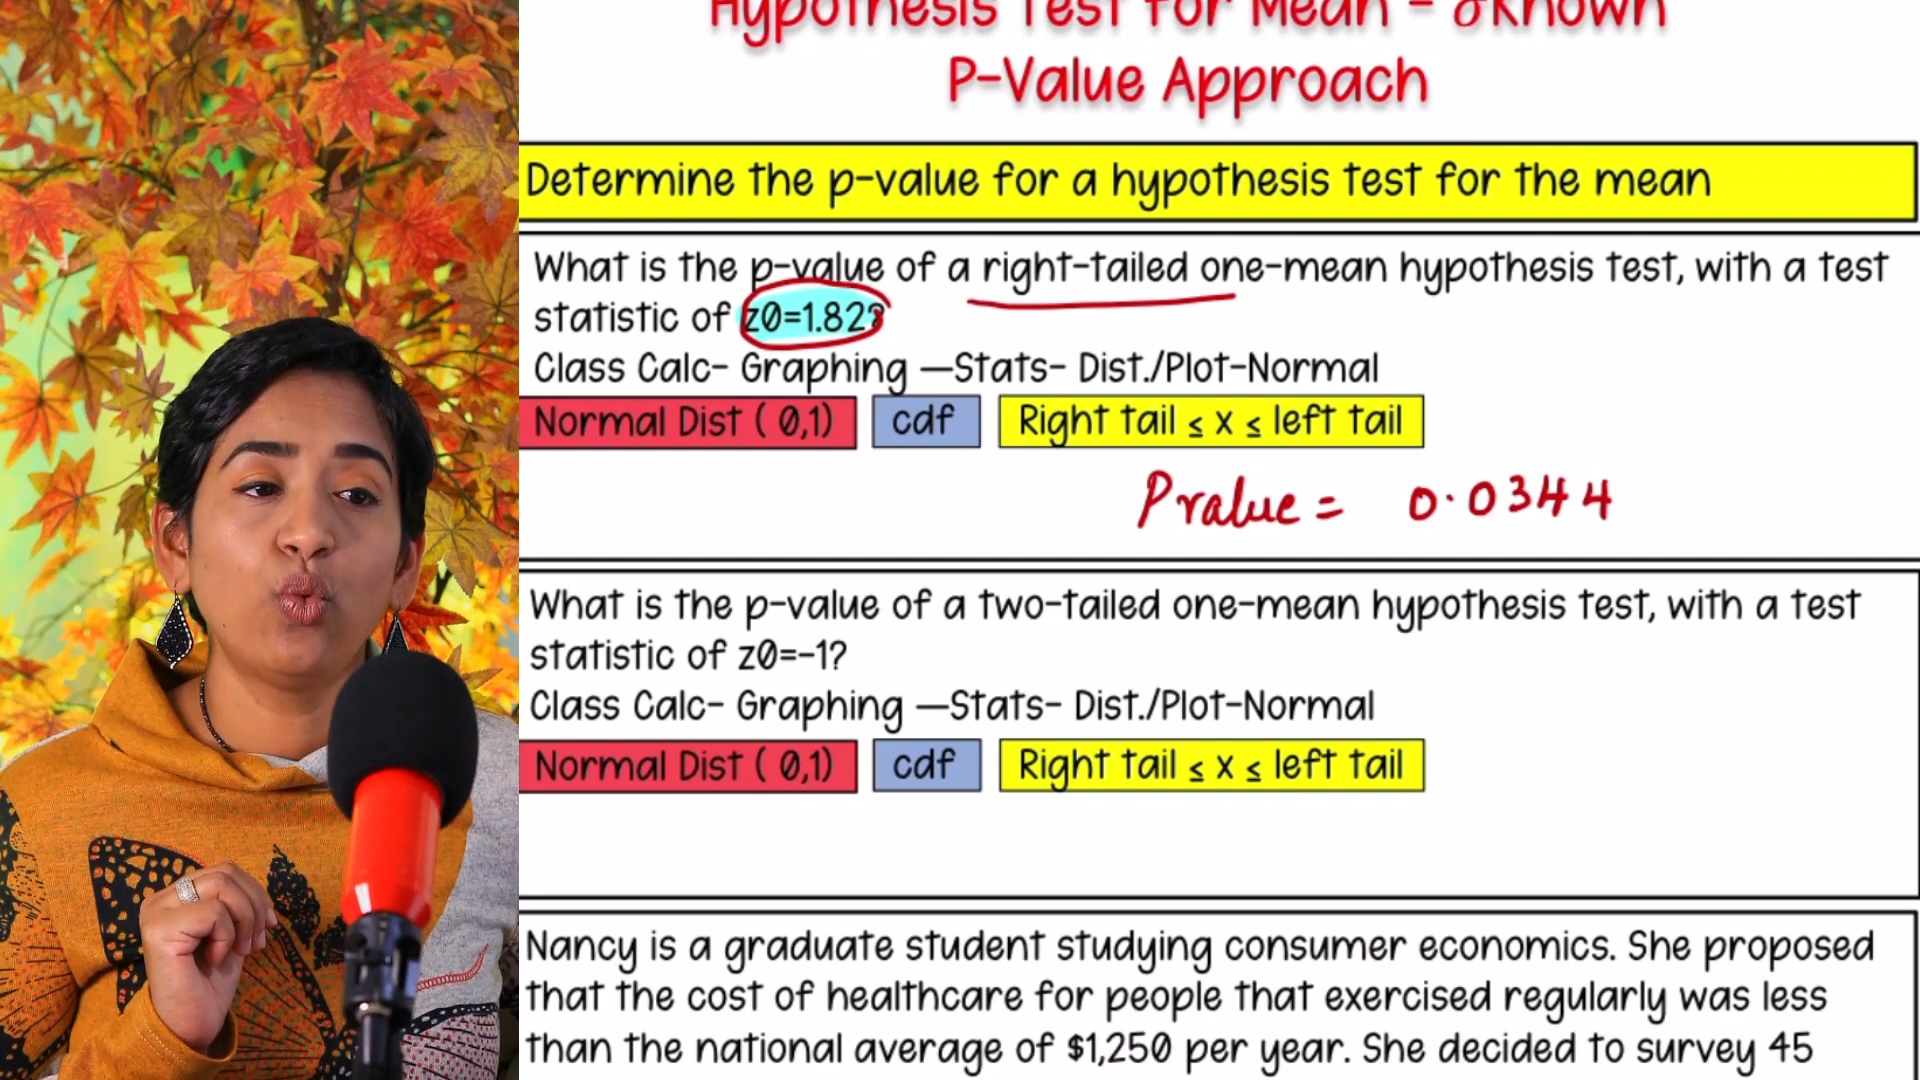 Hypothesis Test for Mean - σKnown
P-Value Approach
Determine the p-value for a hypothesis test for the mean
What is the p-value of a right-tailed one-mean hypothesis test, with a test
statistic of z0=1.82?
Class Calc- Graphing —Stats- Dist./Plot-Normal
Normal Dist ( 0,1) cdf Right tail ≤ x ≤ left tail
Pvalue = 0.0344
What is the p-value of a two-tailed one-mean hypothesis test, with a test
statistic of z0=-1?
Class Calc- Graphing —Stats- Dist./Plot-Normal
Normal Dist ( 0,1) cdf Right tail ≤ x ≤ left tail
Nancy is a graduate student studying consumer economics. She proposed
that the cost of healthcare for people that exercised regularly was less
than the national average of $1,250 per year. She decided to survey 45